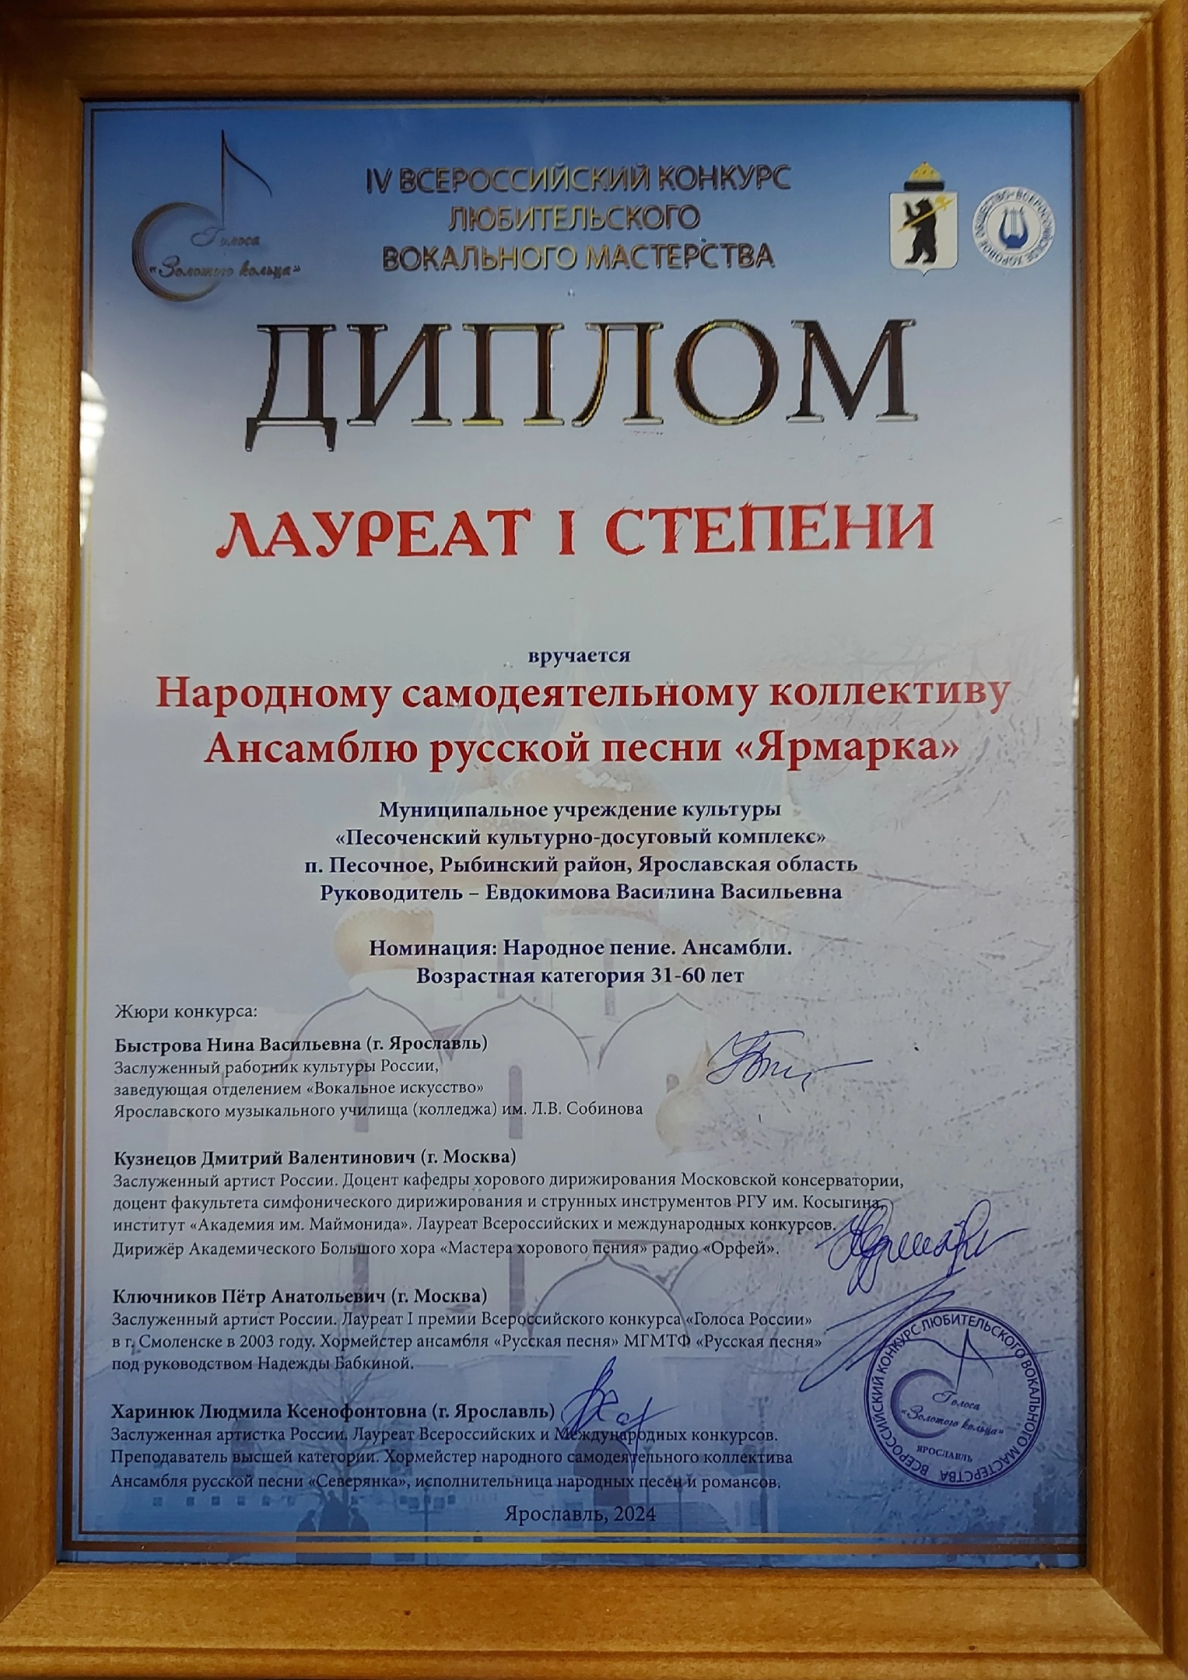 IV ВСЕРОССИЙСКИЙ КОНКУРС
ЛЮБИТЕЛЬСКОГО
ВОКАЛЬНОГО МАСТЕРСТВА
Голоса
«Золотого кольца»
ВСЕРОССИЙСКОЕ ХОРОВОЕ ОБЩЕСТВО
ДИПЛОМ
ЛАУРЕАТ I СТЕПЕНИ
вручается
Народному самодеятельному коллективу
Ансамблю русской песни «Ярмарка»
Муниципальное учреждение культуры
«Песоченский культурно-досуговый комплекс»
п. Песочное, Рыбинский район, Ярославская область
Руководитель – Евдокимова Василина Васильевна
Номинация: Народное пение. Ансамбли.
Возрастная категория 31-60 лет
Жюри конкурса:
Быстрова Нина Васильевна (г. Ярославль)
Заслуженный работник культуры России,
заведующая отделением «Вокальное искусство»
Ярославского музыкального училища (колледжа) им. Л.В. Собинова
Кузнецов Дмитрий Валентинович (г. Москва)
Заслуженный артист России. Доцент кафедры хорового дирижирования Московской консерватории,
доцент факультета симфонического дирижирования и струнных инструментов РГУ им. Косыгина,
институт «Академия им. Маймонида». Лауреат Всероссийских и международных конкурсов.
Дирижёр Академического Большого хора «Мастера хорового пения» радио «Орфей».
Ключников Пётр Анатольевич (г. Москва)
Заслуженный артист России. Лауреат I премии Всероссийского конкурса «Голоса России»
в г. Смоленске в 2003 году. Хормейстер ансамбля «Русская песня» МГМТФ «Русская песня»
под руководством Надежды Бабкиной.
Харинюк Людмила Ксенофонтовна (г. Ярославль)
Заслуженная артистка России. Лауреат Всероссийских и Международных конкурсов.
Преподаватель высшей категории. Хормейстер народного самодеятельного коллектива
Ансамбля русской песни «Северянка», исполнительница народных песен и романсов.
ВСЕРОССИЙСКИЙ КОНКУРС ЛЮБИТЕЛЬСКОГО ВОКАЛЬНОГО МАСТЕРСТВА
Голоса
«Золотого кольца»
ЯРОСЛАВЛЬ
Ярославль, 2024